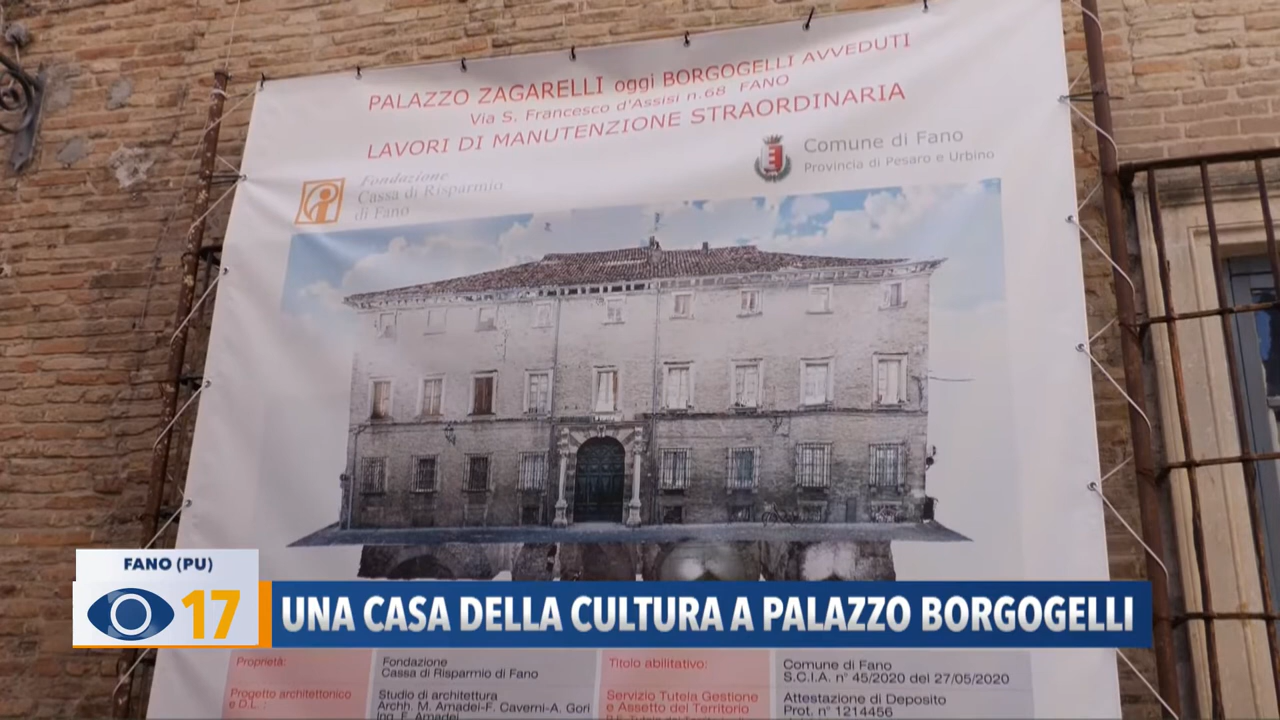 PALAZZO ZAGARELLI oggi BORGOGELLI AVVEDUTI
Via S. Francesco d'Assisi n.68 FANO
LAVORI DI MANUTENZIONE STRAORDINARIA
Fondazione
Cassa di Risparmio
di Fano
Comune di Fano
Provincia di Pesaro e Urbino
FANO (PU)
17
UNA CASA DELLA CULTURA A PALAZZO BORGOGELLI
Proprietà:
Fondazione
Cassa di Risparmio di Fano
Titolo abilitativo:
Comune di Fano
S.C.I.A. n° 45/2020 del 27/05/2020
Progetto architettonico
e D.L. :
Studio di architettura
Archh. M. Amadei-F. Caverni-A. Gori
Ing. F. Amadei
Servizio Tutela Gestione
e Assetto del Territorio
Attestazione di Deposito
Prot. n° 1214456